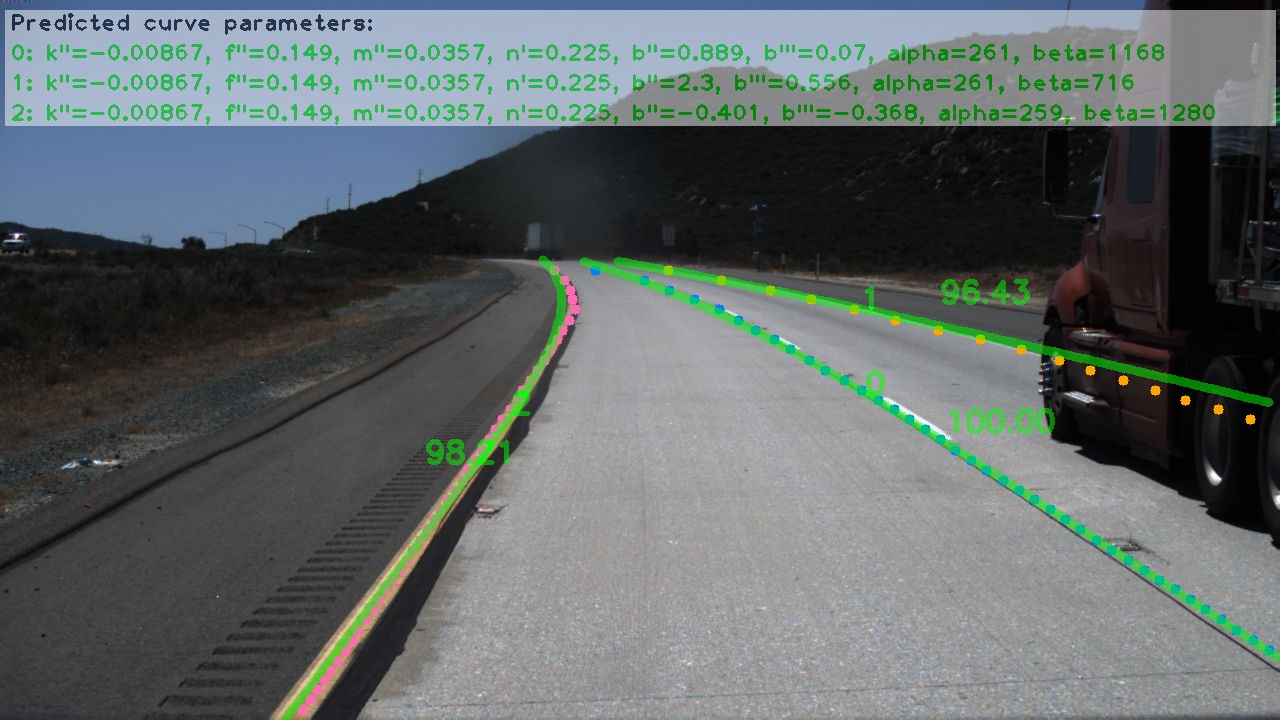 Predicted curve parameters:
0: k''=-0.00867, f''=0.149, m''=0.0357, n'=0.225, b''=0.889, b'''=0.07, alpha=261, beta=1168
1: k''=-0.00867, f''=0.149, m''=0.0357, n'=0.225, b''=2.3, b'''=0.556, alpha=261, beta=716
2: k''=-0.00867, f''=0.149, m''=0.0357, n'=0.225, b''=-0.401, b'''=-0.368, alpha=259, beta=1280
1 96.43
0
100.00
2
98.21